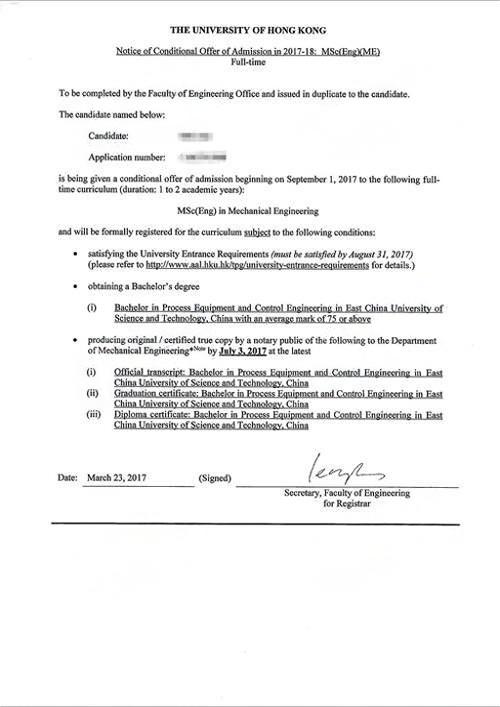 THE UNIVERSITY OF HONG KONG
Notice of Conditional Offer of Admission in 2017-18: MSc(Eng)(ME)
Full-time
To be completed by the Faculty of Engineering Office and issued in duplicate to the candidate.
The candidate named below:
Candidate:
Application number:
is being given a conditional offer of admission beginning on September 1, 2017 to the following full-
time curriculum (duration: 1 to 2 academic years):
MSc(Eng) in Mechanical Engineering
and will be formally registered for the curriculum subject to the following conditions:
• satisfying the University Entrance Requirements (must be satisfied by August 31, 2017)
(please refer to http://www.aal.hku.hk/tpg/university-entrance-requirements for details.)
• obtaining a Bachelor's degree
(i) Bachelor in Process Equipment and Control Engineering in East China University of
Science and Technology, China with an average mark of 75 or above
• producing original / certified true copy by a notary public of the following to the Department
of Mechanical Engineering*Note by July 3, 2017 at the latest
(i) Official transcript: Bachelor in Process Equipment and Control Engineering in East
China University of Science and Technology, China
(ii) Graduation certificate: Bachelor in Process Equipment and Control Engineering in East
China University of Science and Technology, China
(iii) Diploma certificate: Bachelor in Process Equipment and Control Engineering in East
China University of Science and Technology, China
Date: March 23, 2017 (Signed)
Secretary, Faculty of Engineering
for Registrar